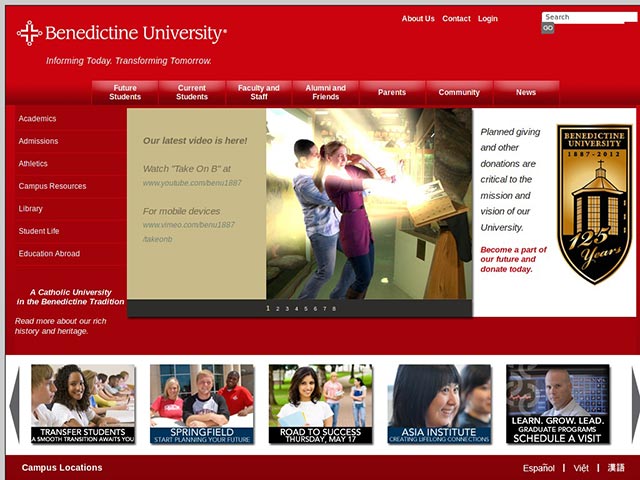 About Us Contact Login
Search
GO
Benedictine University®
Informing Today. Transforming Tomorrow.
Future
Students
Current
Students
Faculty and
Staff
Alumni and
Friends
Parents
Community
News
Academics
Admissions
Athletics
Campus Resources
Library
Student Life
Education Abroad
A Catholic University
in the Benedictine Tradition
Read more about our rich
history and heritage.
Our latest video is here!
Watch "Take On B" at
www.youtube.com/benu1887
For mobile devices
www.vimeo.com/benu1887
/takeonb
1 2 3 4 5 6 7 8
Planned giving
and other
donations are
critical to the
mission and
vision of our
University.
Become a part of
our future and
donate today.
BENEDICTINE
UNIVERSITY
1887-2012
125
Years
TRANSFER STUDENTS
A SMOOTH TRANSITION AWAITS YOU
SPRINGFIELD
START PLANNING YOUR FUTURE
ROAD TO SUCCESS
THURSDAY, MAY 17
ASIA INSTITUTE
CREATING LIFELONG CONNECTIONS
LEARN. GROW. LEAD.
GRADUATE PROGRAMS
SCHEDULE A VISIT
Campus Locations
Español | Việt | 漢語